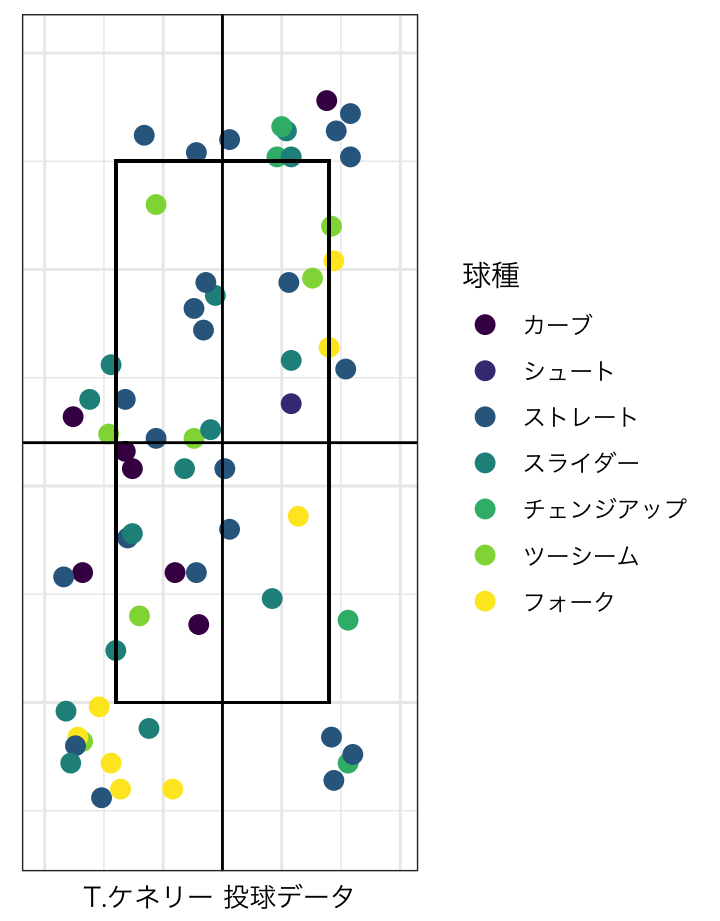 球種
カーブ
シュート
ストレート
スライダー
チェンジアップ
ツーシーム
フォーク
T.ケネリー 投球データ